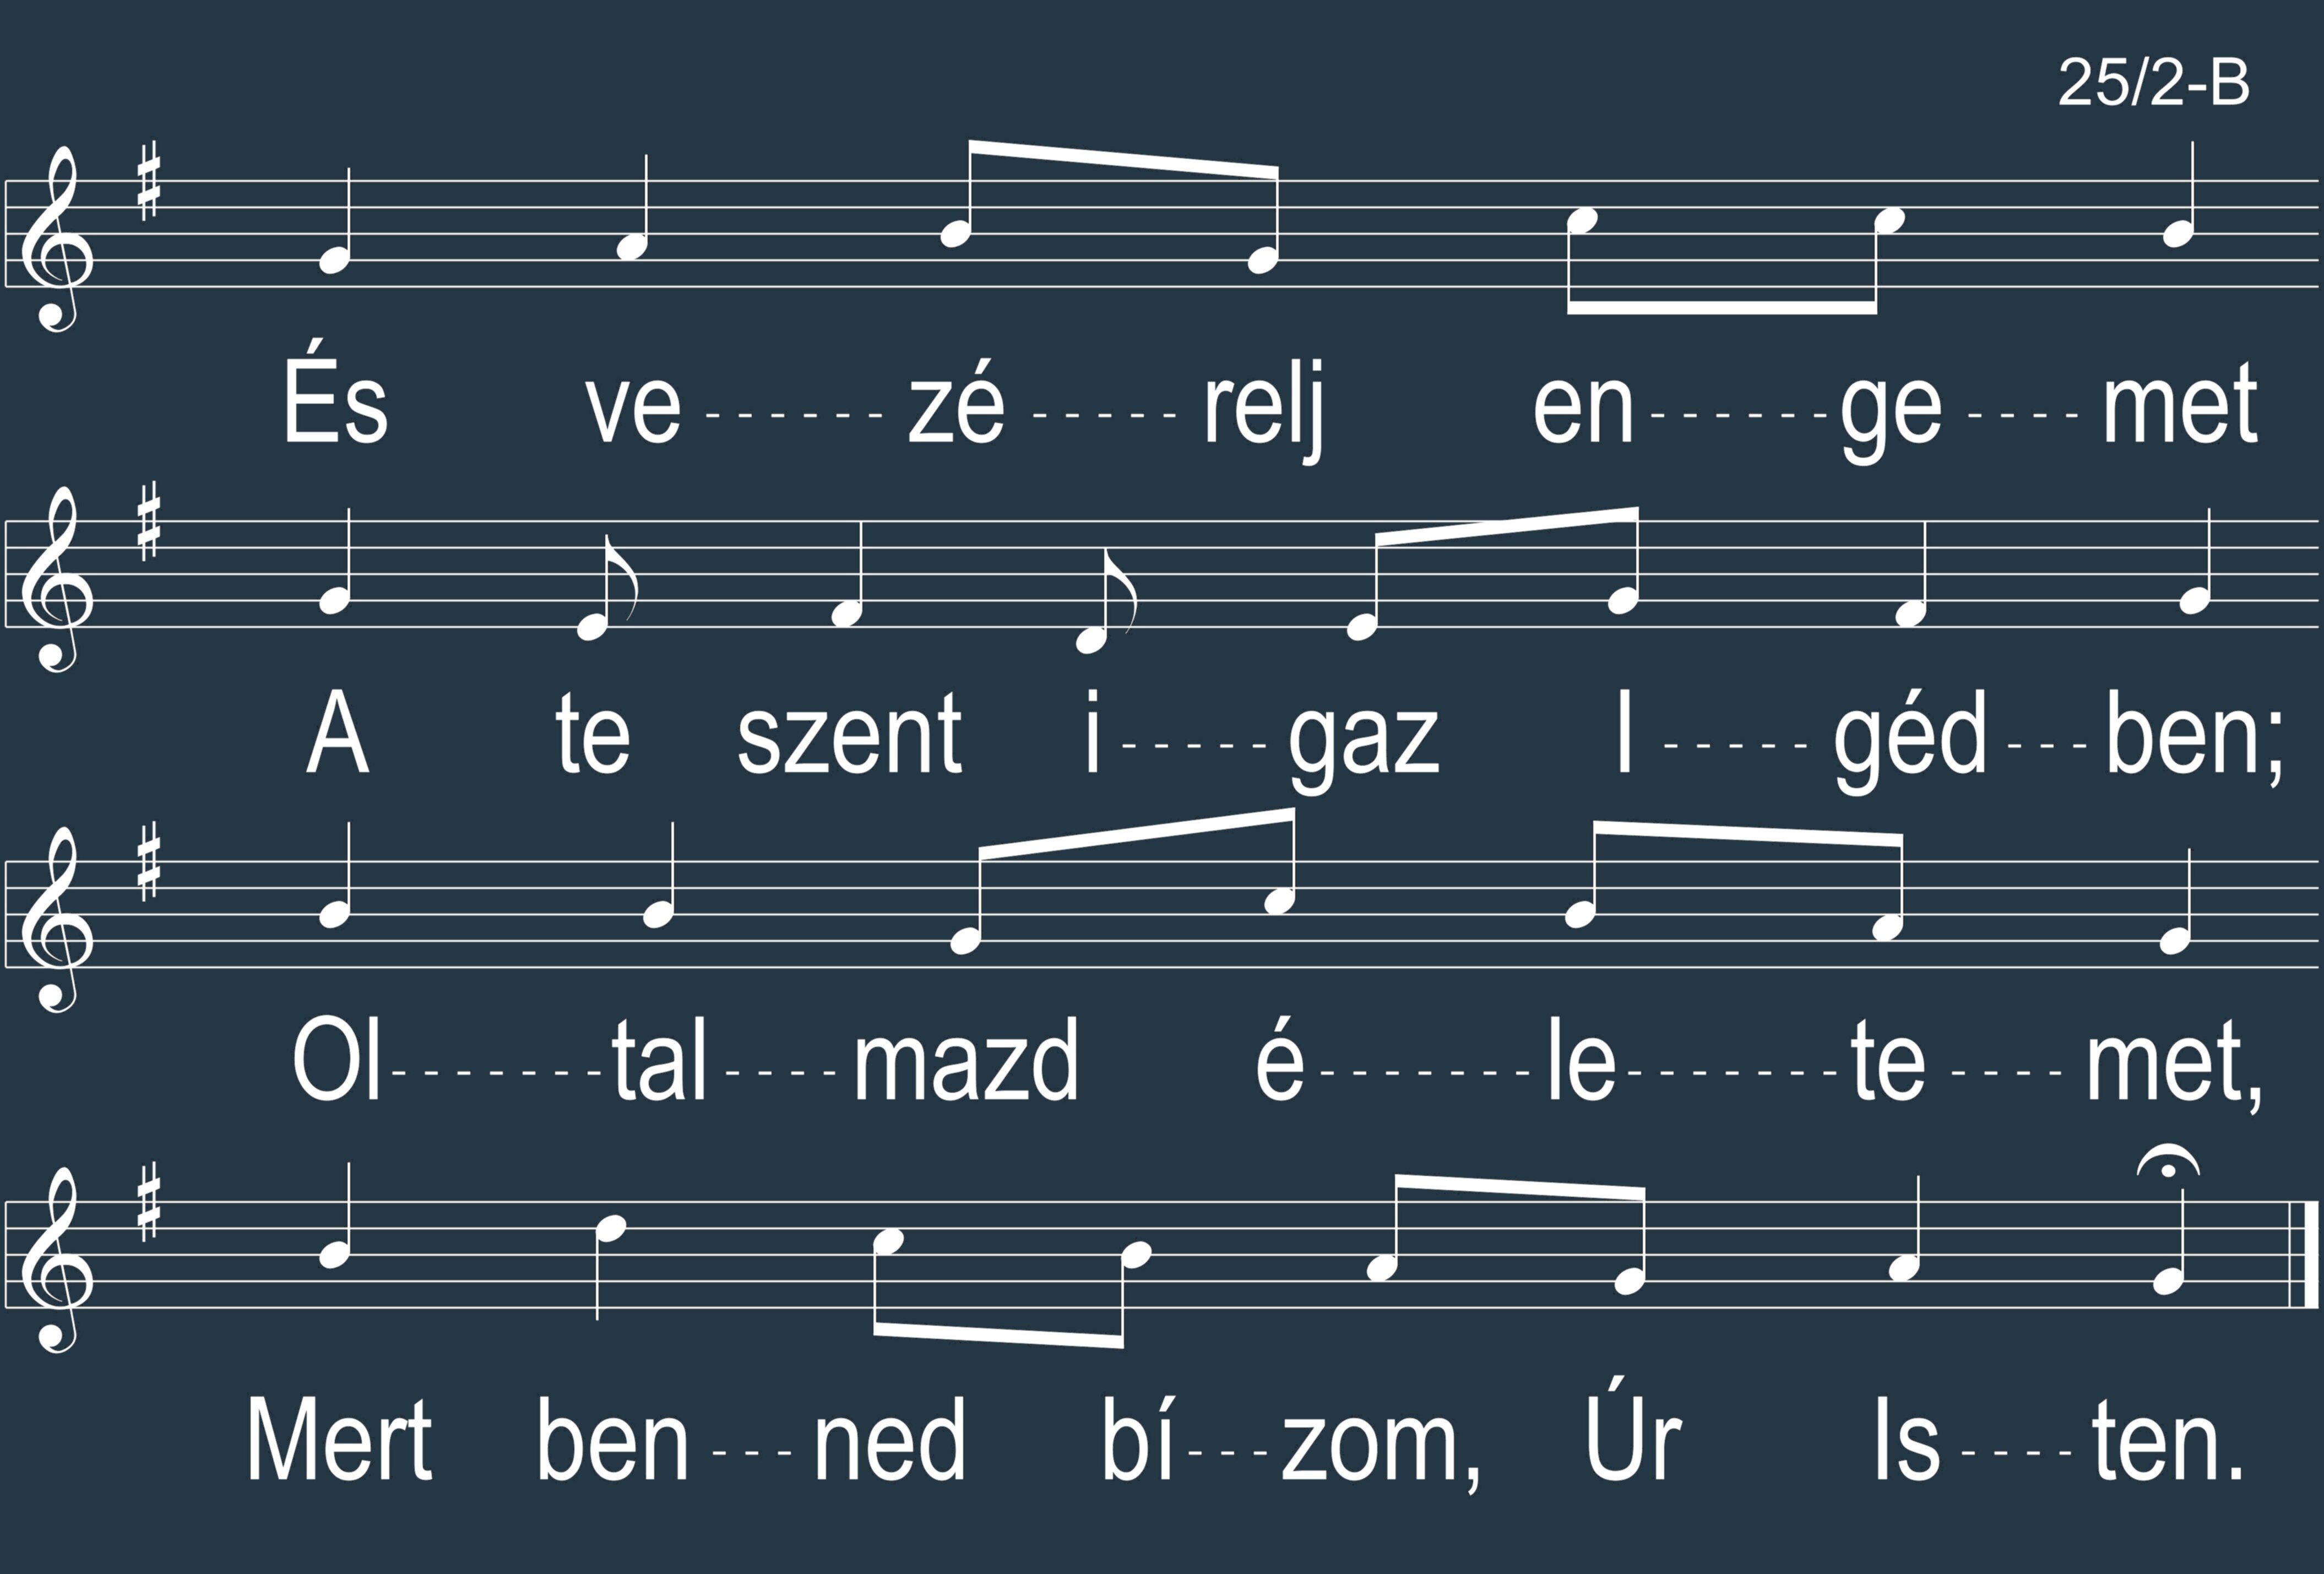 25/2-B
És ve------zé-----relj en------ge----met
A te szent i-----gaz I-----géd---ben;
Ol-------tal----mazd é-------le-------te----met,
Mert ben---ned bí---zom, Úr Is----ten.